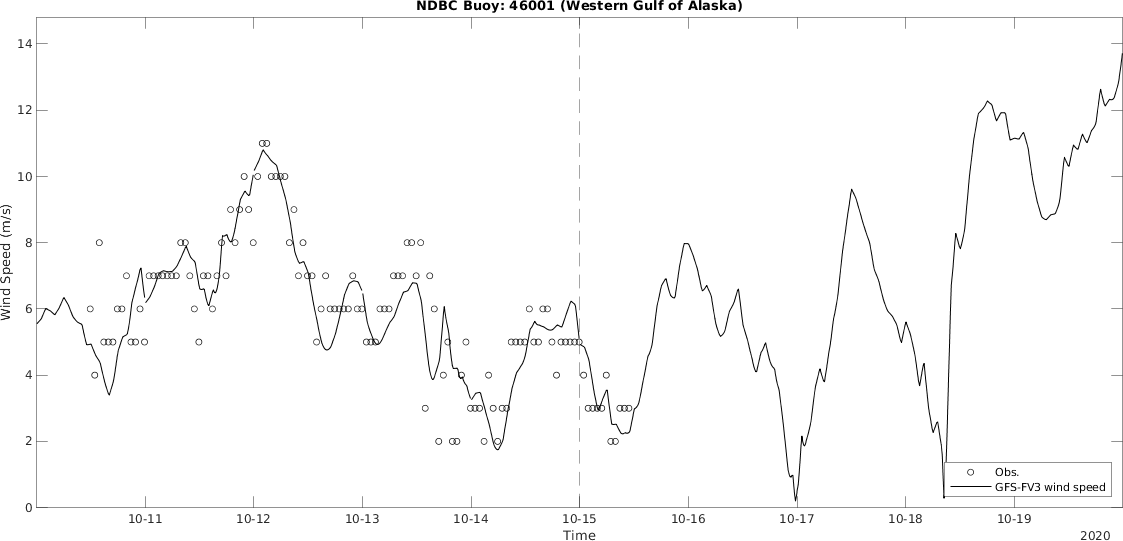 NDBC Buoy: 46001 (Western Gulf of Alaska)
14
12
10
8
6
4
2
0
Wind Speed (m/s)
Obs.
GFS-FV3 wind speed
10-11 10-12 10-13 10-14 10-15 10-16 10-17 10-18 10-19
Time
2020